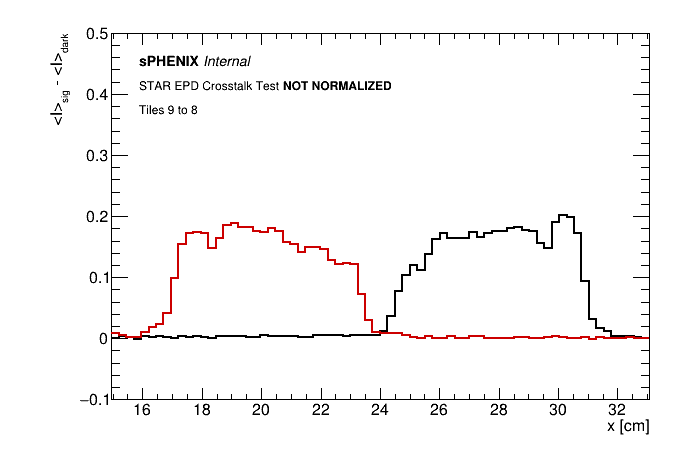 <I>sig - <I>dark
0.5
0.4
0.3
0.2
0.1
0
−0.1
sPHENIX Internal
STAR EPD Crosstalk Test NOT NORMALIZED
Tiles 9 to 8
16 18 20 22 24 26 28 30 32
x [cm]